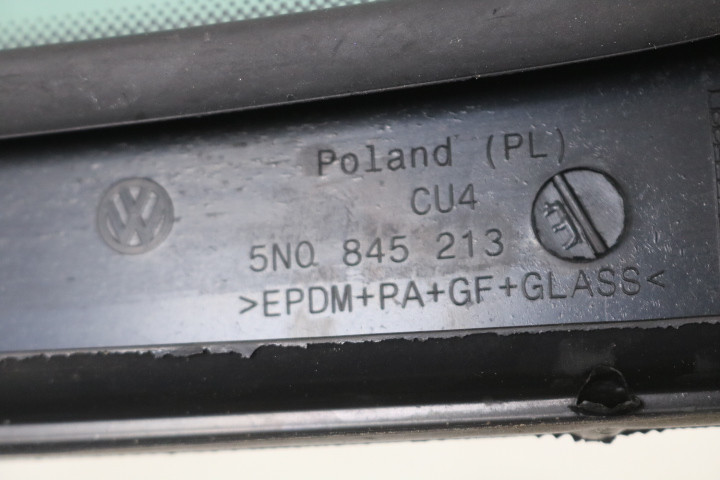 Poland (PL)
CU4
5N0 845 213
>EPDM+PA+GF+GLASS<